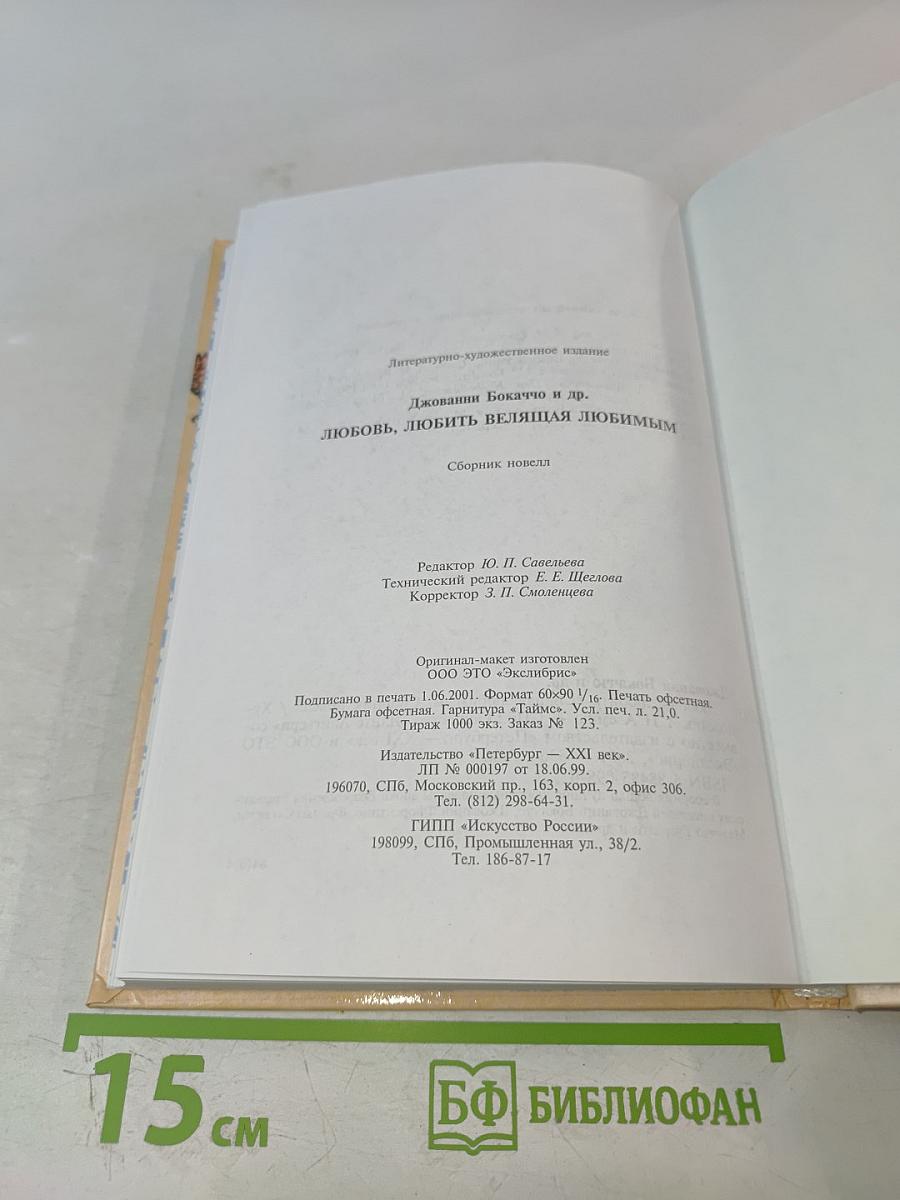 Литературно-художественное издание
Джованни Бокаччо и др.
ЛЮБОВЬ, ЛЮБИТЬ ВЕЛЯЩАЯ ЛЮБИМЫМ
Сборник новелл
Редактор Ю. П. Савельева
Технический редактор Е. Е. Щеглова
Корректор З. П. Смоленцева
Оригинал-макет изготовлен
ООО ЭТО «Экслибрис»
Подписано в печать 1.06.2001. Формат 60×90 1/16. Печать офсетная.
Бумага офсетная. Гарнитура «Таймс». Усл. печ. л. 21,0.
Тираж 1000 экз. Заказ № 123.
Издательство «Петербург — XXI век».
ЛП № 000197 от 18.06.99.
196070, СПб, Московский пр., 163, корп. 2, офис 306.
Тел. (812) 298-64-31.
ГИПП «Искусство России»
198099, СПб, Промышленная ул., 38/2.
Тел. 186-87-17
15 см
БФ БИБЛИОФАН